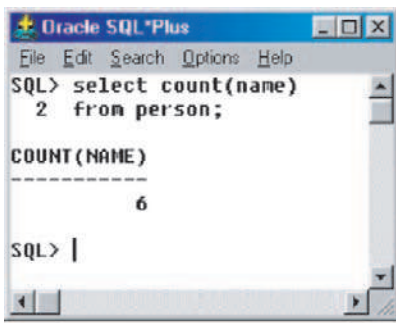 Oracle SQL*Plus
File Edit Search Options Help
SQL> select count(name)
2 from person;
COUNT(NAME)
-----------
6
SQL>